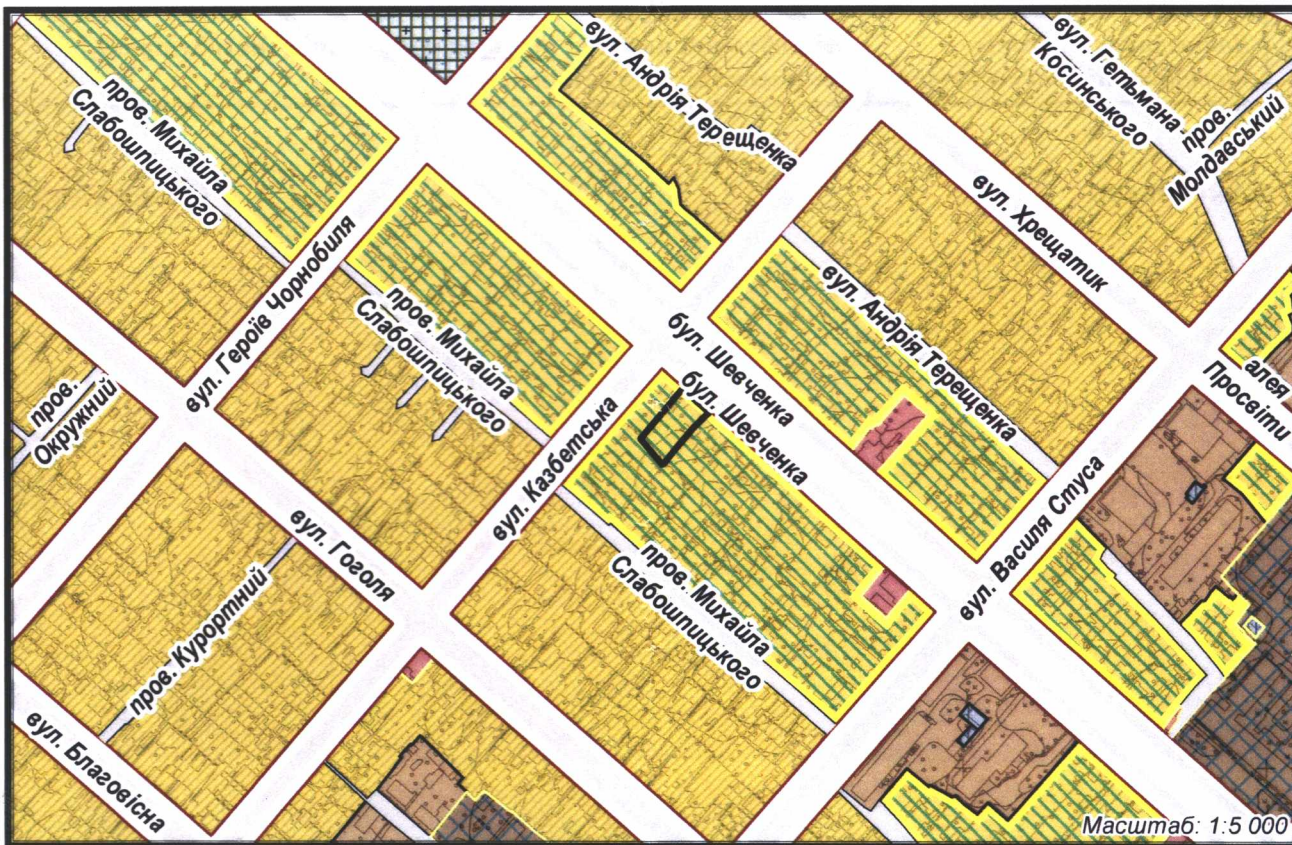 вул. Андрія Терещенка
вул. Гетьмана
Косинського
пров.
Молдавський
пров. Михайла
Слабошпицького
вул. Хрещатик
вул. Героїв Чорнобиля
пров. Михайла
Слабошпицького
бул. Шевченка
вул. Андрія Терещенка
алея
Просвіти
пров.
Окружний
бул. Шевченка
вул. Казбетська
вул. Василя Стуса
вул. Гоголя
пров. Михайла
Слабошпицького
пров. Курортний
вул. Благовісна
Масштаб: 1:5 000